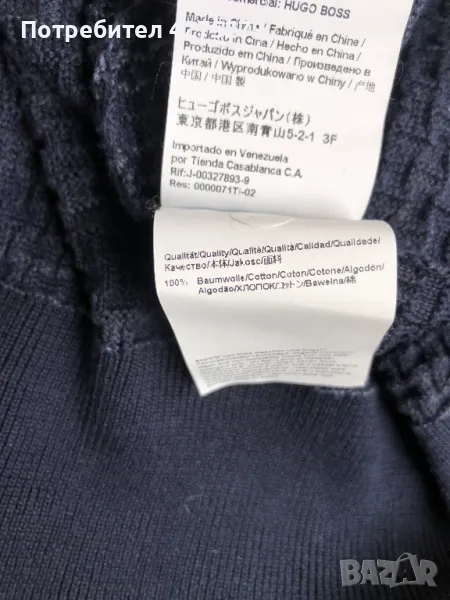 Потребител 4
comercial: HUGO BOSS
Made in China / Fabriqué en Chine /
Prodotto in Cina / Hecho en China /
Produzido em China / Произведено в
Китай / Wyprodukowano w Chiny / 产地
中国 / 中国 製
ヒューゴボスジャパン(株)
東京都港区南青山5-2-1 3F
Importado en Venezuela
por Tienda Casablanca C.A.
Rif:J-00327893-9
Res: 0000071Ti-02
Qualität/Quality/Qualité/Qualità/Calidad/Qualidade/
Качество/本体/Jakość/面料
100% Baumwolle/Cotton/Coton/Cotone/Algodón/
Algodão/ХЛОПОК/コットン/Bawełna/棉
BAZAR